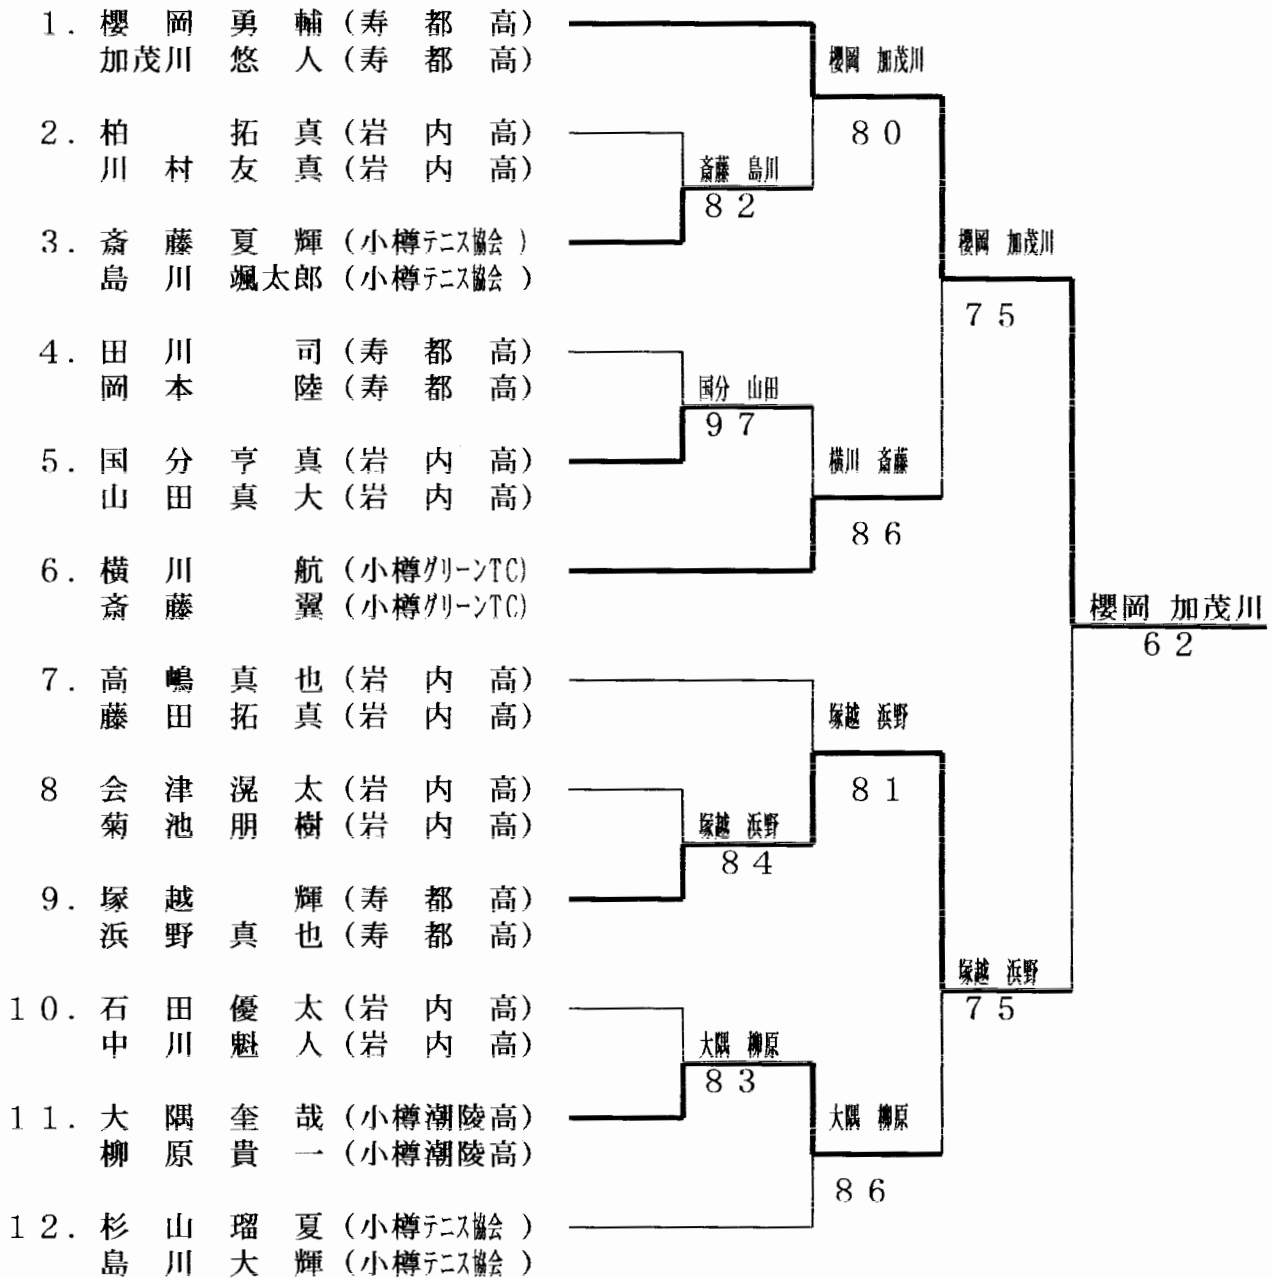 1. 櫻岡勇輔(寿都高)
加茂川悠人(寿都高)
櫻岡 加茂川
80
2. 柏拓真(岩内高)
川村友真(岩内高)
斎藤 島川
82
3. 斎藤夏輝(小樽テニス協会)
島川颯太郎(小樽テニス協会)
櫻岡 加茂川
75
4. 田川司(寿都高)
岡本陸(寿都高)
国分 山田
97
5. 国分亨真(岩内高)
山田真大(岩内高)
横川 斎藤
86
6. 横川航(小樽グリーンTC)
斎藤翼(小樽グリーンTC)
櫻岡 加茂川
62
7. 高嶋真也(岩内高)
藤田拓真(岩内高)
塚越 浜野
81
8 会津滉太(岩内高)
菊池朋樹(岩内高)
塚越 浜野
84
9. 塚越輝(寿都高)
浜野真也(寿都高)
塚越 浜野
75
10. 石田優太(岩内高)
中川魁人(岩内高)
大隅 柳原
83
11. 大隅奎哉(小樽潮陵高)
柳原貴一(小樽潮陵高)
大隅 柳原
86
12. 杉山瑠夏(小樽テニス協会)
島川大輝(小樽テニス協会)